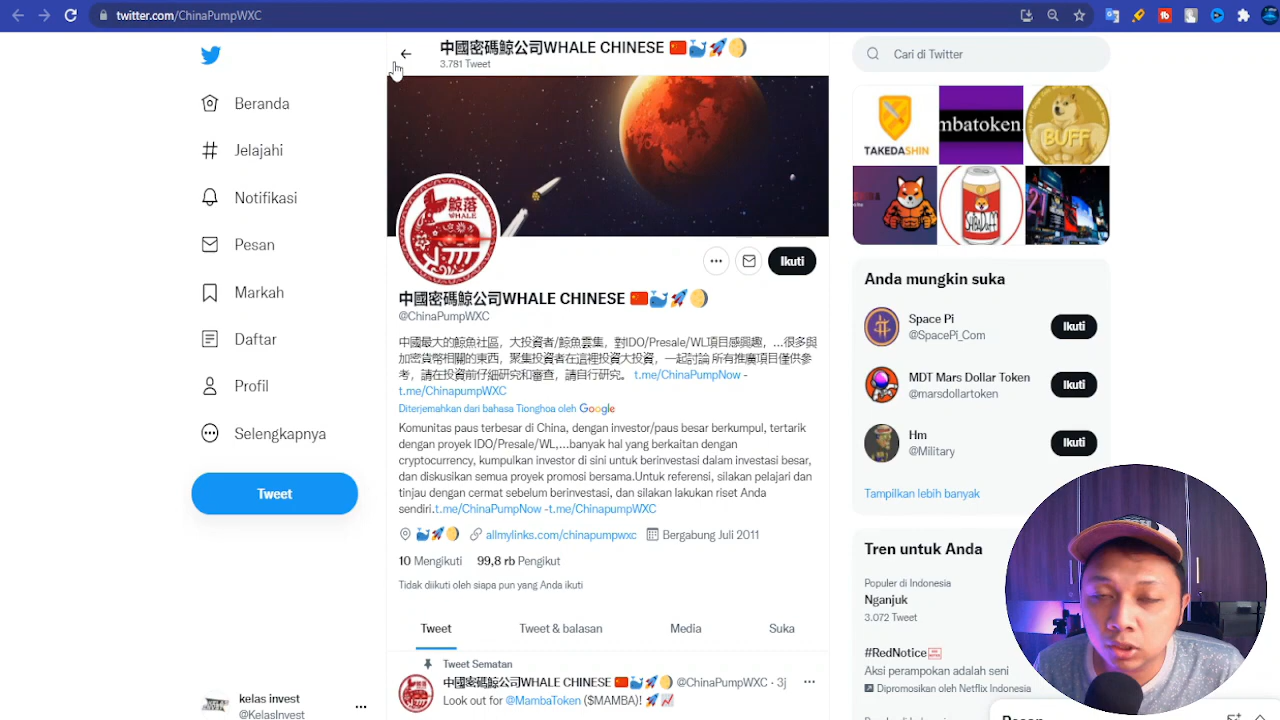 twitter.com/ChinaPumpWXC
Beranda
Jelajahi
Notifikasi
Pesan
Markah
Daftar
Profil
Selengkapnya
Tweet
kelas invest
@KelasInvest
中國密碼鯨公司WHALE CHINESE 🇨🇳🐳🚀🌖
3.781 Tweet
鯨落
WHALE
Ikuti
中國密碼鯨公司WHALE CHINESE 🇨🇳🐳🚀🌖
@ChinaPumpWXC
中國最大的鯨魚社區，大投資者/鯨魚雲集，對IDO/Presale/WL項目感興趣，...很多與
加密貨幣相關的東西，聚集投資者在這裡投資大投資，一起討論 所有推廣項目僅供參
考，請在投資前仔細研究和審查，請自行研究。 t.me/ChinaPumpNow -
t.me/ChinapumpWXC
Diterjemahkan dari bahasa Tionghoa oleh Google
Komunitas paus terbesar di China, dengan investor/paus besar berkumpul, tertarik
dengan proyek IDO/Presale/WL,...banyak hal yang berkaitan dengan
cryptocurrency, kumpulkan investor di sini untuk berinvestasi dalam investasi besar,
dan diskusikan semua proyek promosi bersama.Untuk referensi, silakan pelajari dan
tinjau dengan cermat sebelum berinvestasi, dan silakan lakukan riset Anda
sendiri.t.me/ChinaPumpNow -t.me/ChinapumpWXC
🐳🚀🌖 allmylinks.com/chinapumpwxc Bergabung Juli 2011
10 Mengikuti 99,8 rb Pengikut
Tidak diikuti oleh siapa pun yang Anda ikuti
Tweet Tweet & balasan Media Suka
Tweet Sematan
中國密碼鯨公司WHALE CHINESE 🇨🇳🐳🚀🌖 @ChinaPumpWXC · 3j
Look out for @MambaToken ($MAMBA)! 🚀📈
Cari di Twitter
TAKEDASHIN
mbatoken.
BUFF
Anda mungkin suka
Space Pi
@SpacePi_Com
Ikuti
MDT Mars Dollar Token
@marsdollartoken
Ikuti
Hm
@Military
Ikuti
Tampilkan lebih banyak
Tren untuk Anda
Populer di Indonesia
Nganjuk
3.072 Tweet
#RedNotice
Aksi perampokan adalah seni
Dipromosikan oleh Netflix Indonesia